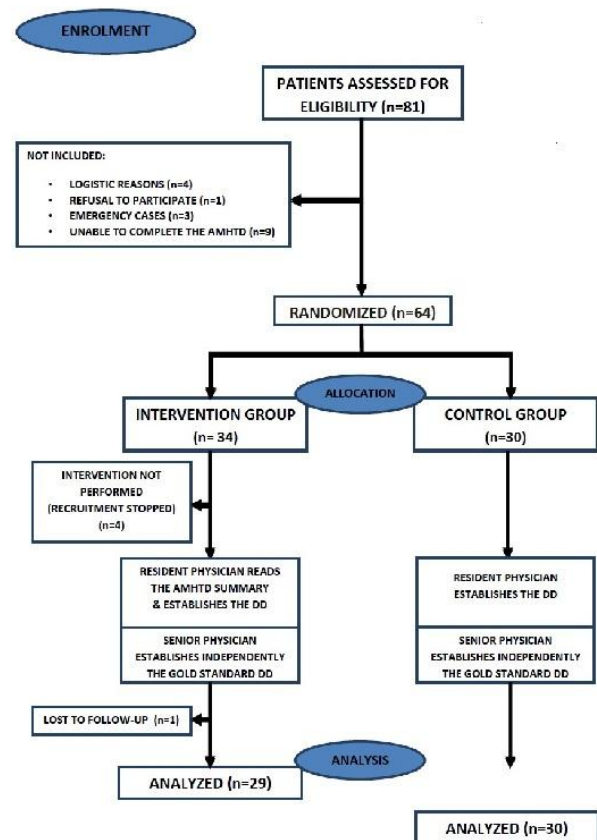 ENROLMENT
PATIENTS ASSESSED FOR
ELIGIBILITY (n=81)
NOT INCLUDED:
• LOGISTIC REASONS (n=4)
• REFUSAL TO PARTICIPATE (n=1)
• EMERGENCY CASES (n=3)
• UNABLE TO COMPLETE THE AMHTD (n=9)
RANDOMIZED (n=64)
ALLOCATION
INTERVENTION GROUP
(n= 34)
CONTROL GROUP
(n=30)
INTERVENTION NOT
PERFORMED
(RECRUITMENT STOPPED)
(n=4)
RESIDENT PHYSICIAN READS
THE AMHTD SUMMARY
& ESTABLISHES THE DD
SENIOR PHYSICIAN
ESTABLISHES INDEPENDENTLY
THE GOLD STANDARD DD
RESIDENT PHYSICIAN
ESTABLISHES THE DD
SENIOR PHYSICIAN
ESTABLISHES INDEPENDENTLY
THE GOLD STANDARD DD
LOST TO FOLLOW-UP (n=1)
ANALYSIS
ANALYZED (n=29)
ANALYZED (n=30)